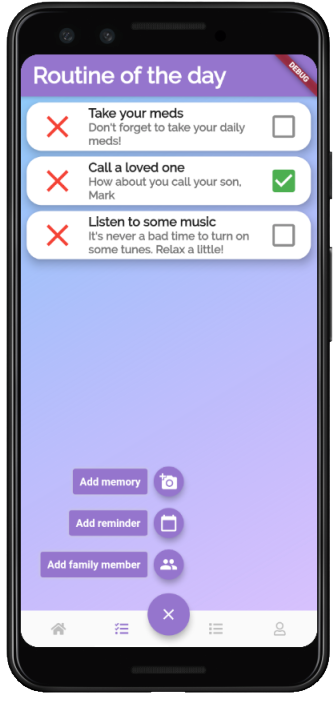 Routine of the day
DEBUG
Take your meds
Don't forget to take your daily
meds!
Call a loved one
How about you call your son,
Mark
Listen to some music
It's never a bad time to turn on
some tunes. Relax a little!
Add memory
Add reminder
Add family member